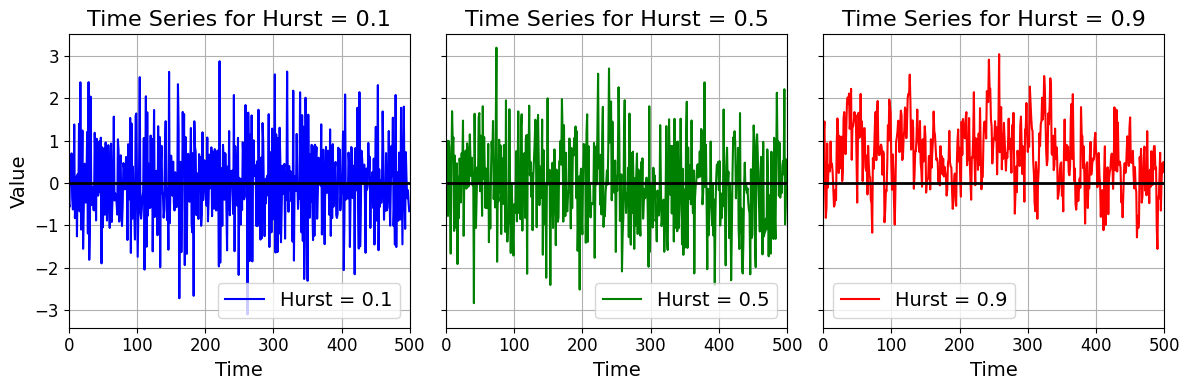 Time Series for Hurst = 0.1
Time Series for Hurst = 0.5
Time Series for Hurst = 0.9
Value
3
2
1
0
−1
−2
−3
Hurst = 0.1
Hurst = 0.5
Hurst = 0.9
0 100 200 300 400 500
0 100 200 300 400 500
0 100 200 300 400 500
Time
Time
Time